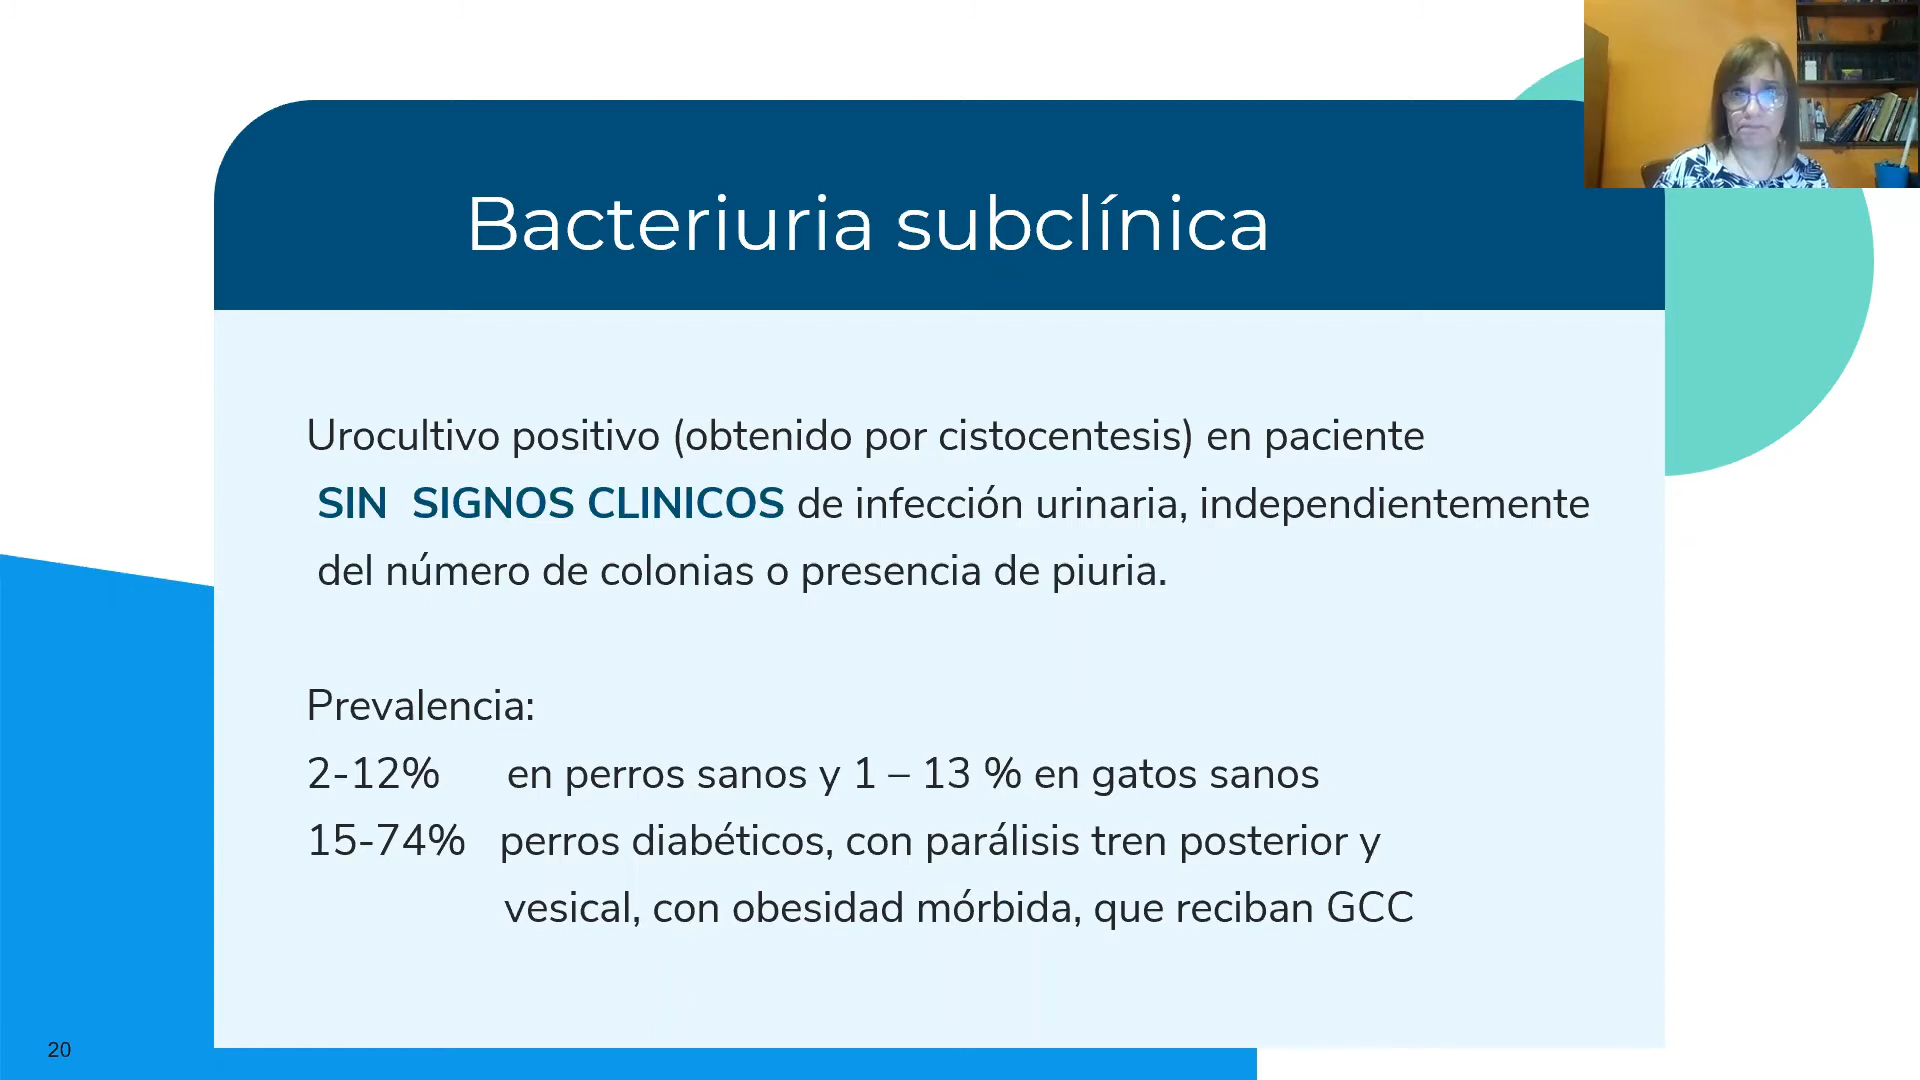 Bacteriuria subclínica
Urocultivo positivo (obtenido por cistocentesis) en paciente
SIN SIGNOS CLINICOS de infección urinaria, independientemente
del número de colonias o presencia de piuria.
Prevalencia:
2-12% en perros sanos y 1 – 13 % en gatos sanos
15-74% perros diabéticos, con parálisis tren posterior y
vesical, con obesidad mórbida, que reciban GCC
20